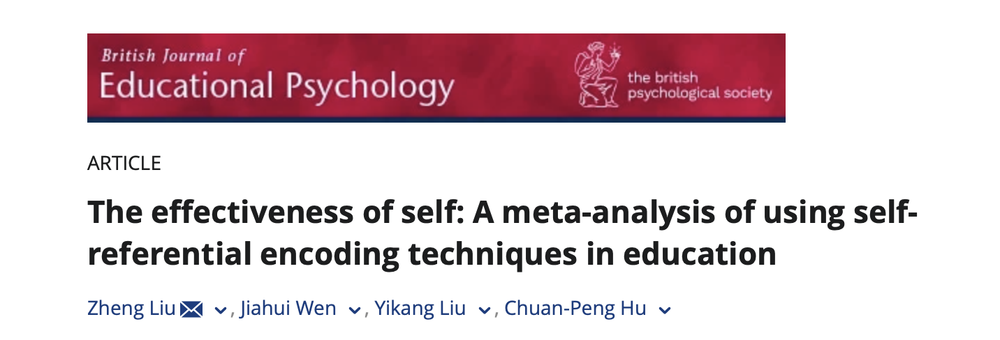 British Journal of
Educational Psychology
the british
psychological society
ARTICLE
The effectiveness of self: A meta-analysis of using self-
referential encoding techniques in education
Zheng Liu, Jiahui Wen, Yikang Liu, Chuan-Peng Hu